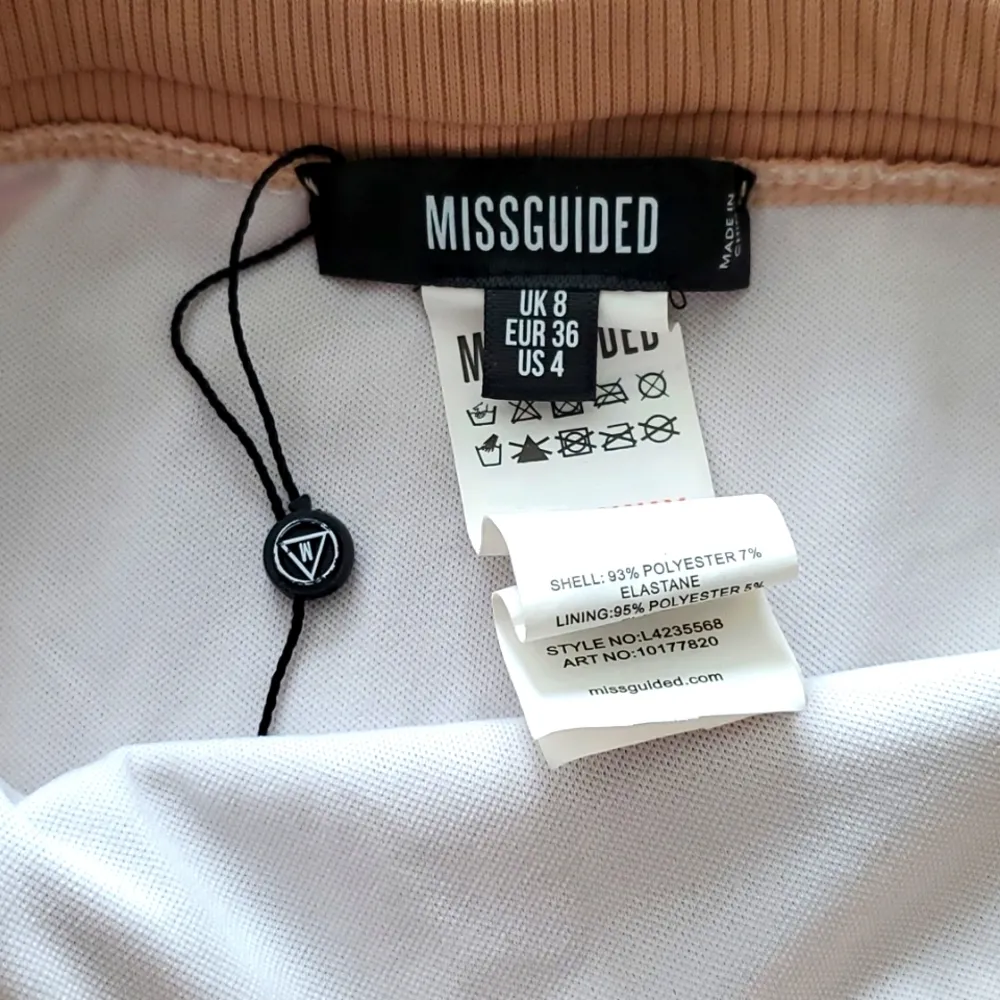 MISSGUIDED
MADE IN
UK 8
EUR 36
US 4
SHELL: 93% POLYESTER 7%
ELASTANE
LINING:95% POLYESTER 5%
STYLE NO:L4235568
ART NO:10177820
missguided.com
M